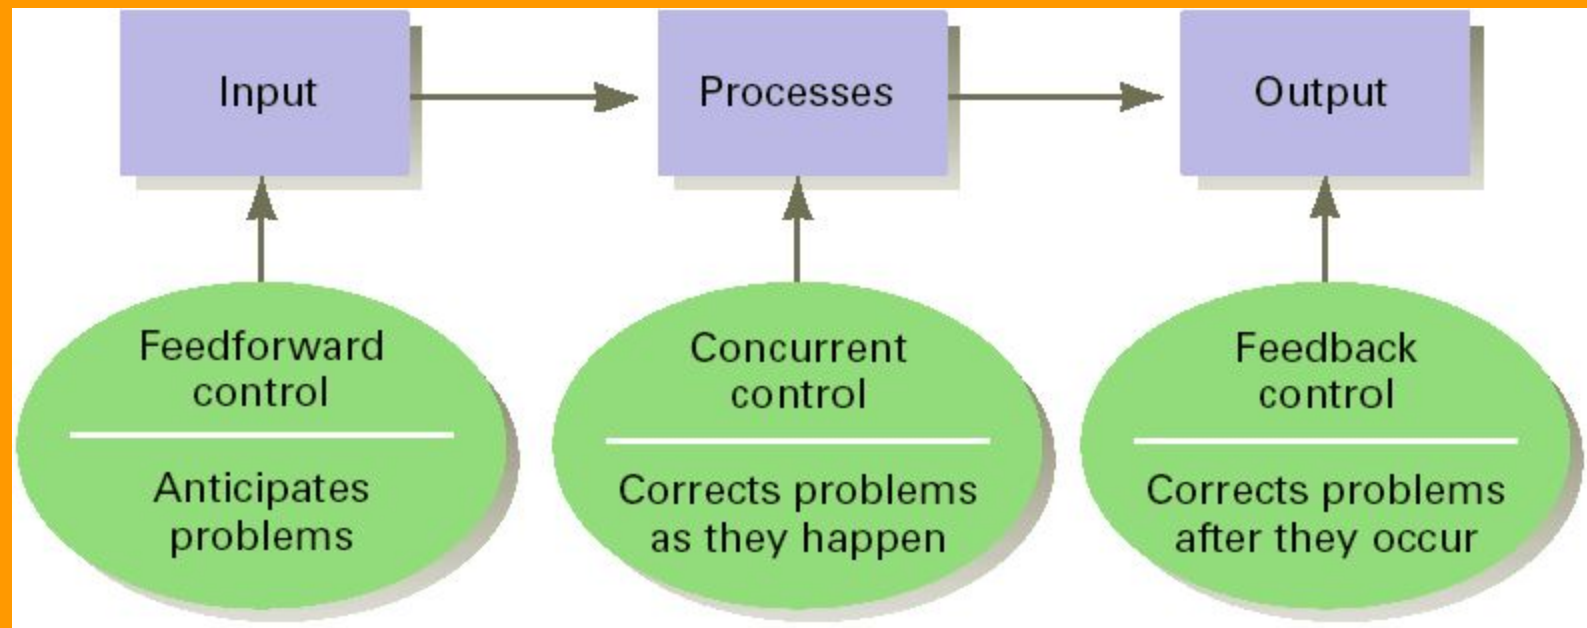 Input
Processes
Output
Feedforward
control
Anticipates
problems
Concurrent
control
Corrects problems
as they happen
Feedback
control
Corrects problems
after they occur